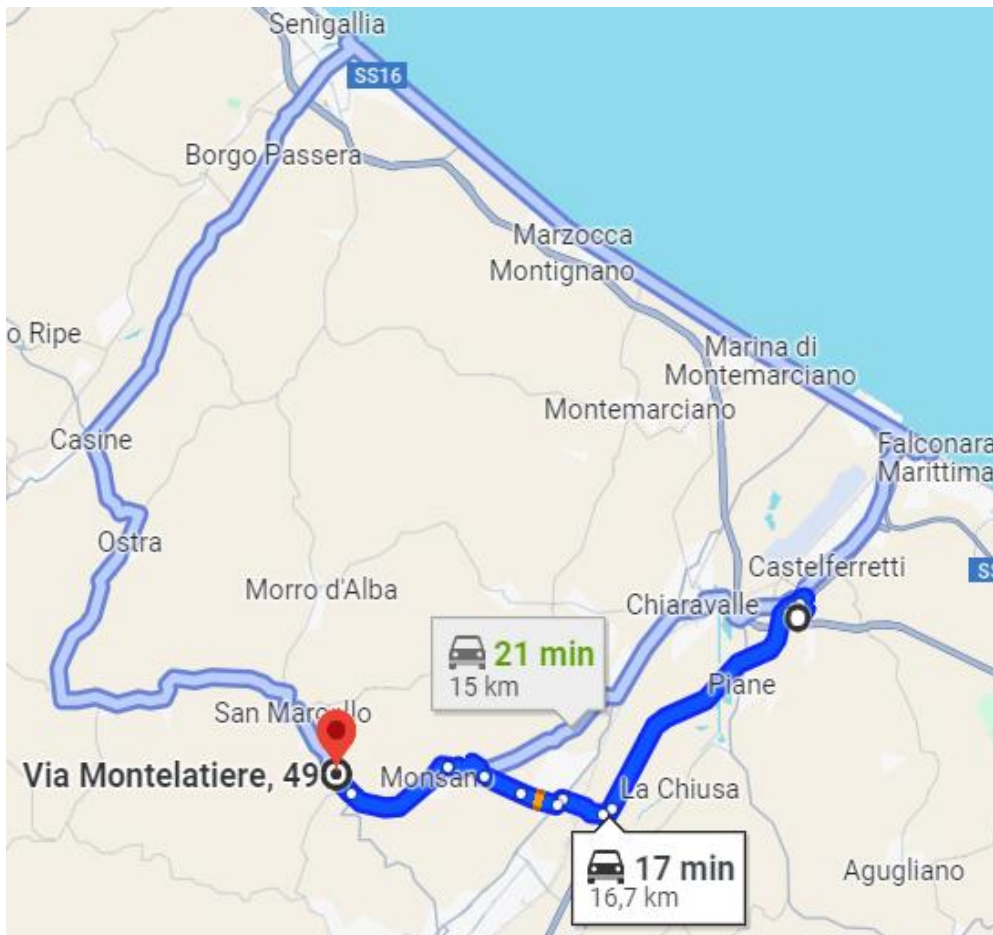 Senigallia
SS16
Borgo Passera
Marzocca
Montignano
o Ripe
Marina di
Montemarciano
Montemarciano
Casine
Falconara
Marittima
Ostra
Castelferretti
SS
Morro d'Alba
Chiaravalle
21 min
15 km
Piane
San Marcello
Via Montelatiere, 49
Monsano
La Chiusa
17 min
16,7 km
Agugliano